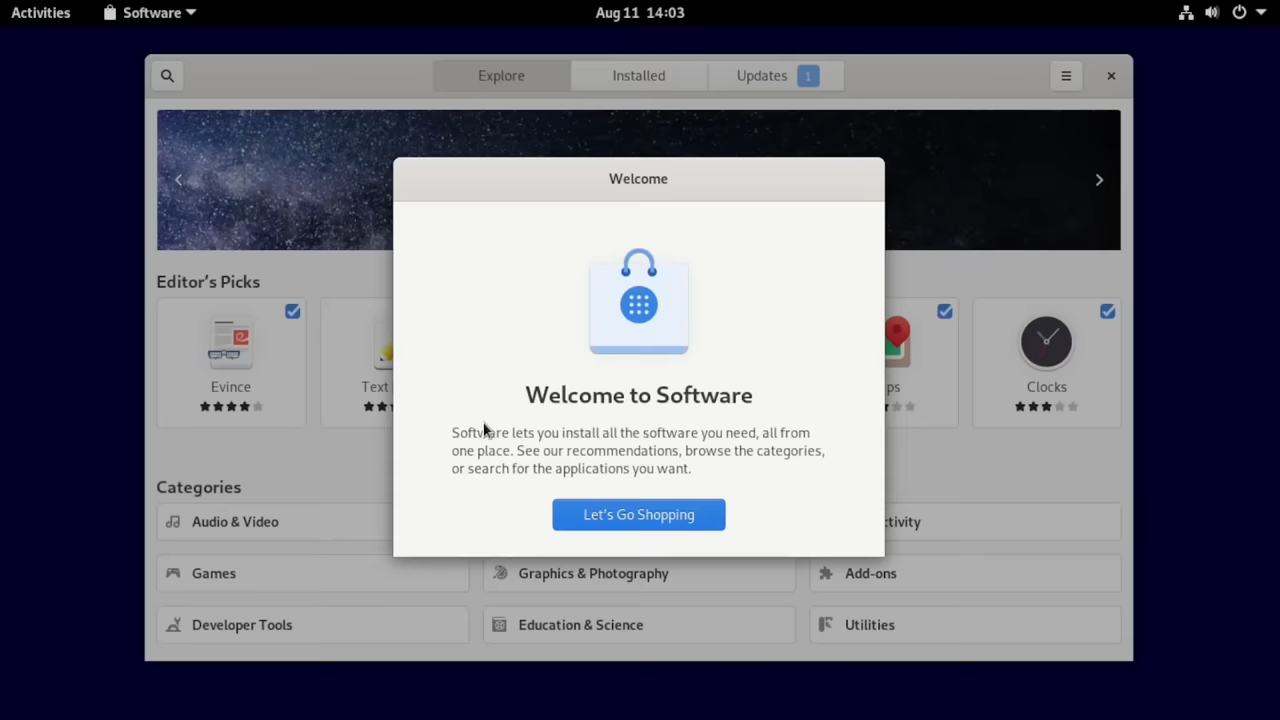 Activities
Software
Aug 11 14:03
Explore
Installed
Updates 1
Welcome
Editor's Picks
Evince
Text
ps
Clocks
Welcome to Software
Software lets you install all the software you need, all from
one place. See our recommendations, browse the categories,
or search for the applications you want.
Let's Go Shopping
Categories
Audio & Video
ctivity
Games
Graphics & Photography
Add-ons
Developer Tools
Education & Science
Utilities